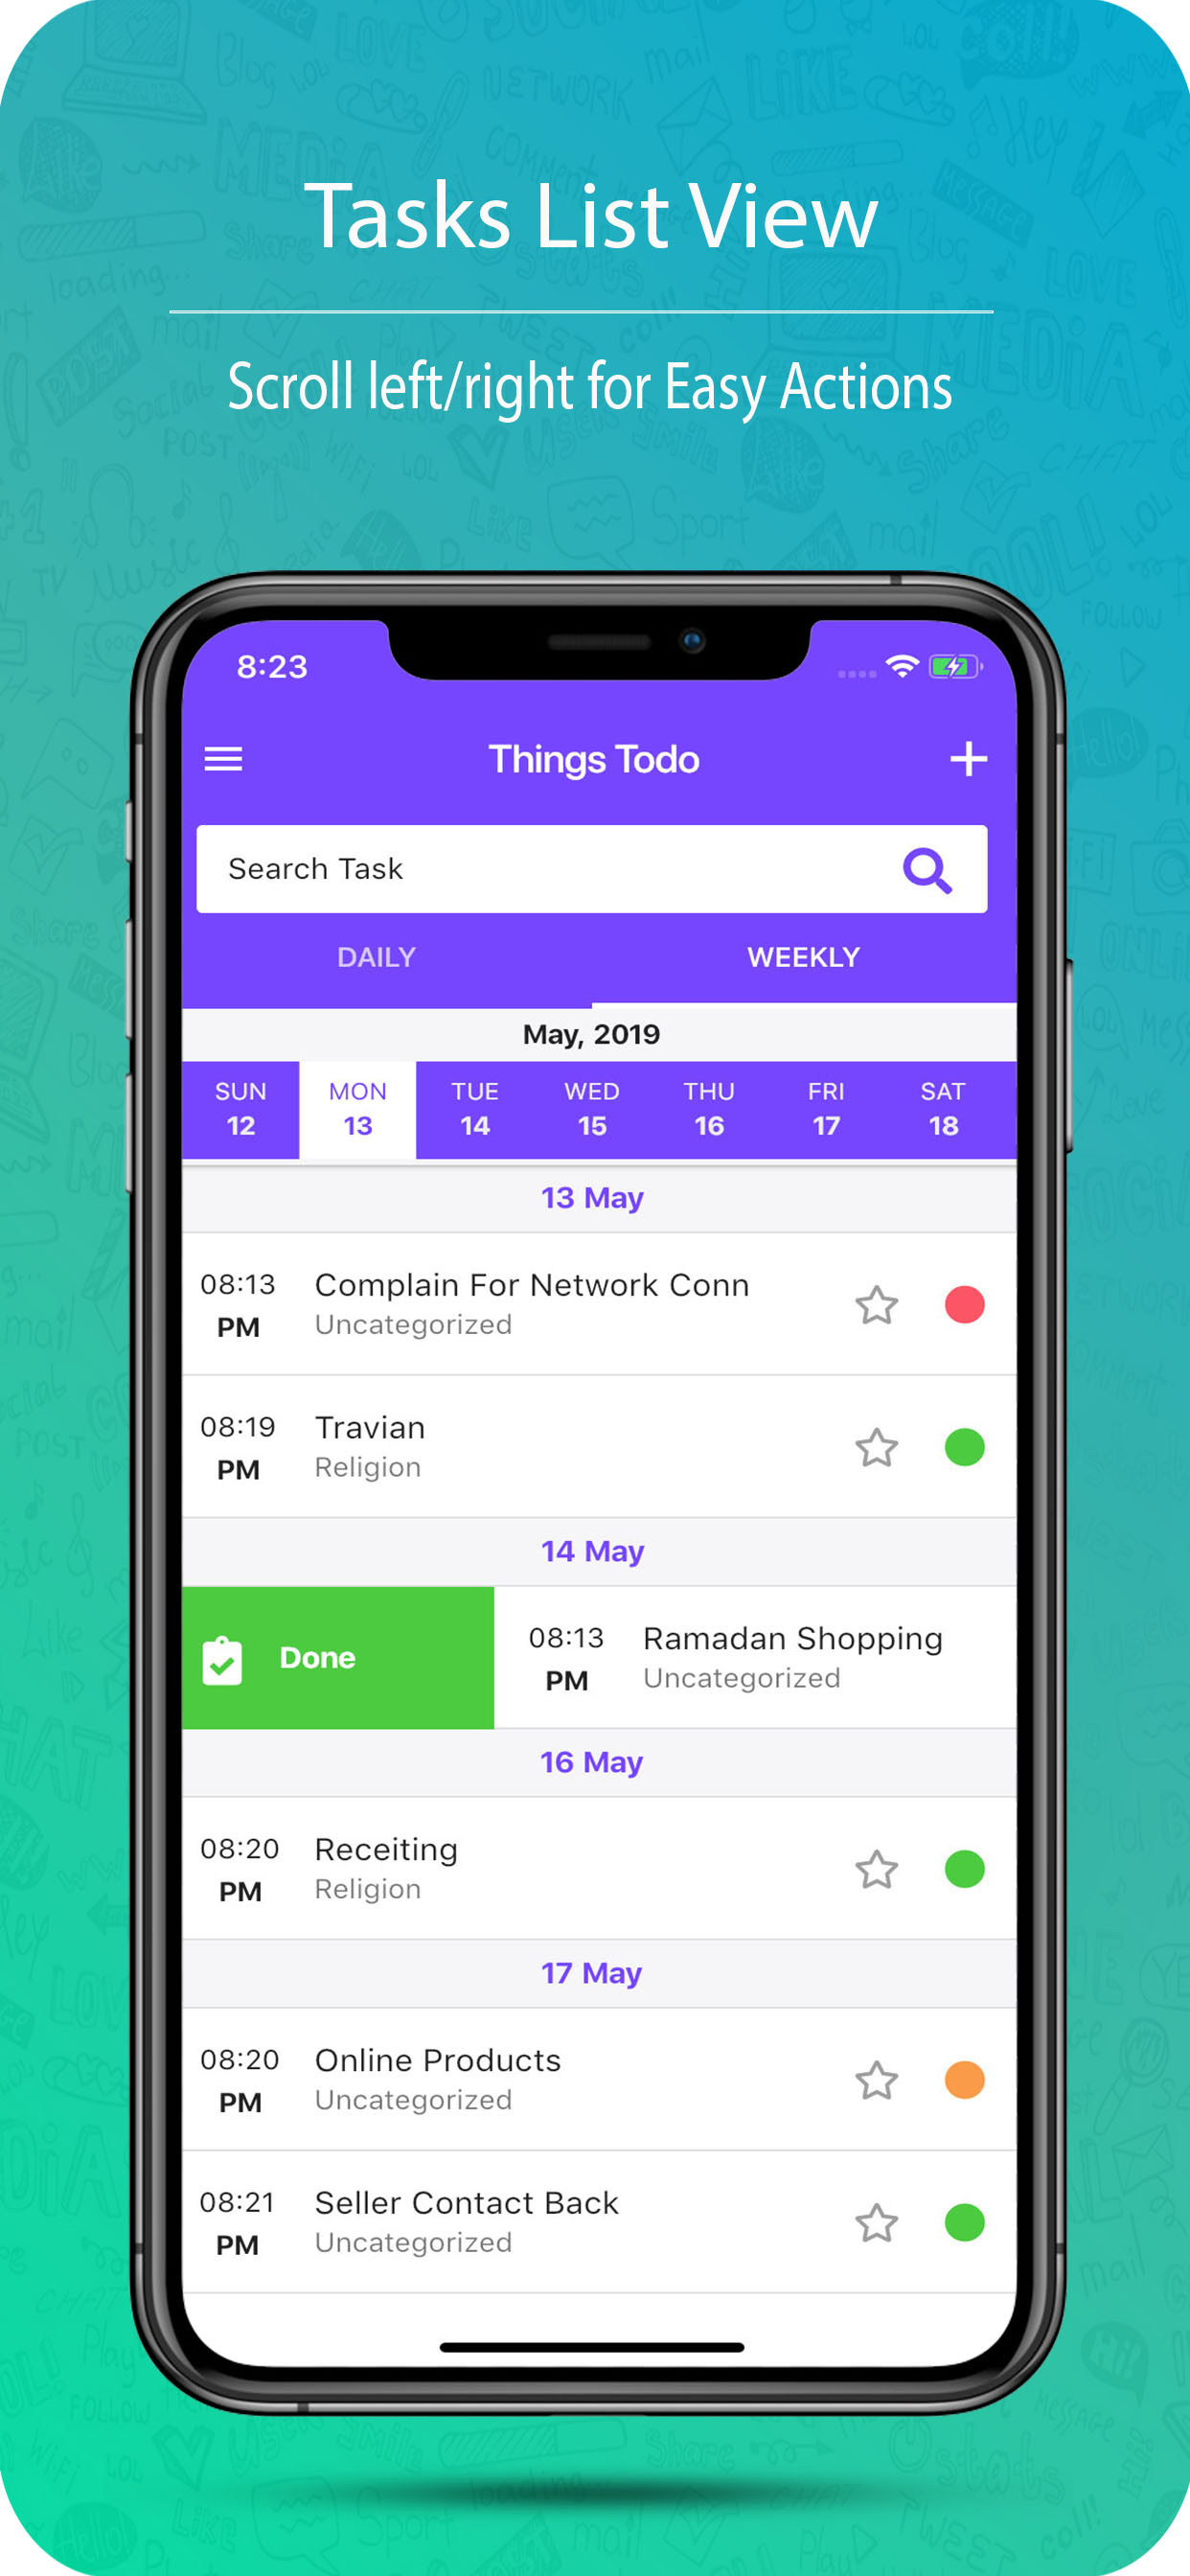 Tasks List View
Scroll left/right for Easy Actions
8:23
Things Todo
Search Task
DAILY WEEKLY
May, 2019
SUN MON TUE WED THU FRI SAT
12 13 14 15 16 17 18
13 May
08:13 PM
Complain For Network Conn
Uncategorized
08:19 PM
Travian
Religion
14 May
Done
08:13 PM
Ramadan Shopping
Uncategorized
16 May
08:20 PM
Receiting
Religion
17 May
08:20 PM
Online Products
Uncategorized
08:21 PM
Seller Contact Back
Uncategorized